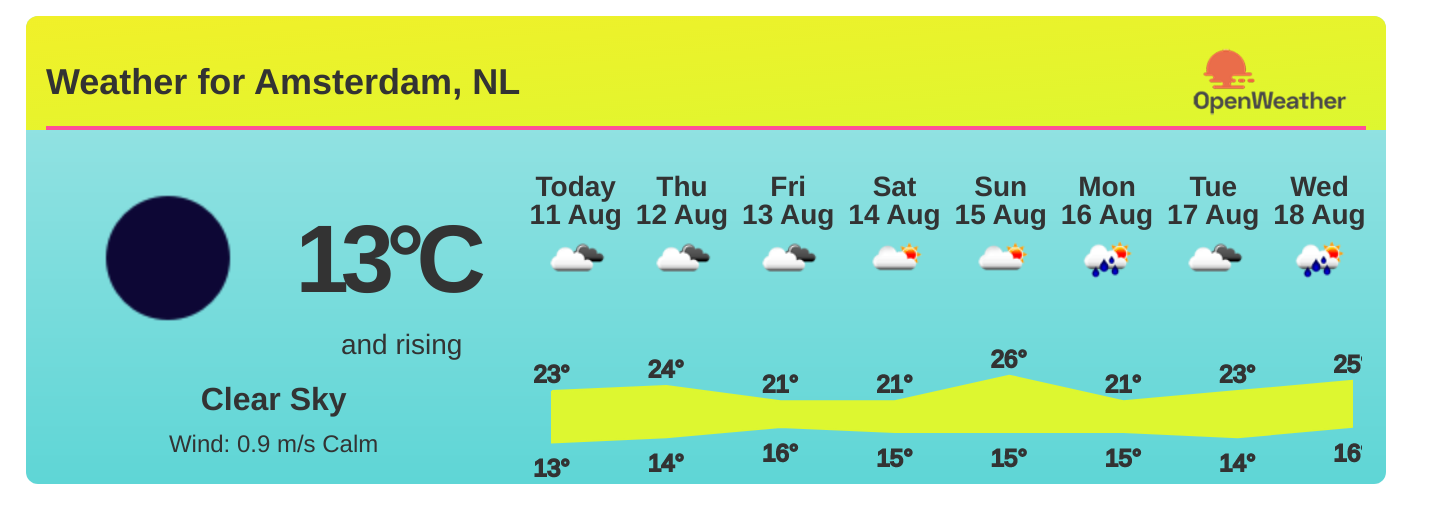 Weather for Amsterdam, NL
OpenWeather
13°C
and rising
Clear Sky
Wind: 0.9 m/s Calm
Today Thu Fri Sat Sun Mon Tue Wed
11 Aug 12 Aug 13 Aug 14 Aug 15 Aug 16 Aug 17 Aug 18 Aug
23° 24° 21° 21° 26° 21° 23° 25°
13° 14° 16° 15° 15° 15° 14° 16